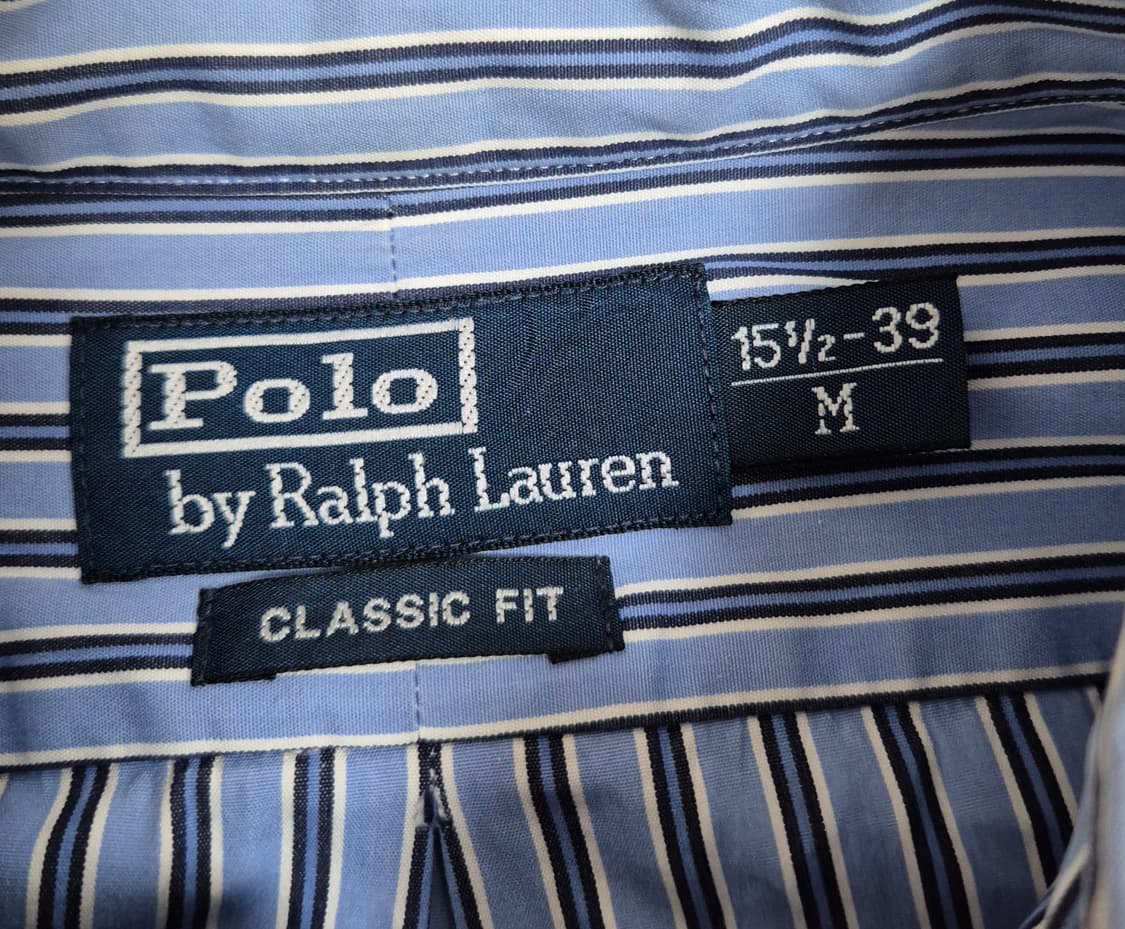 Polo
by Ralph Lauren
15½-39
M
CLASSIC FIT